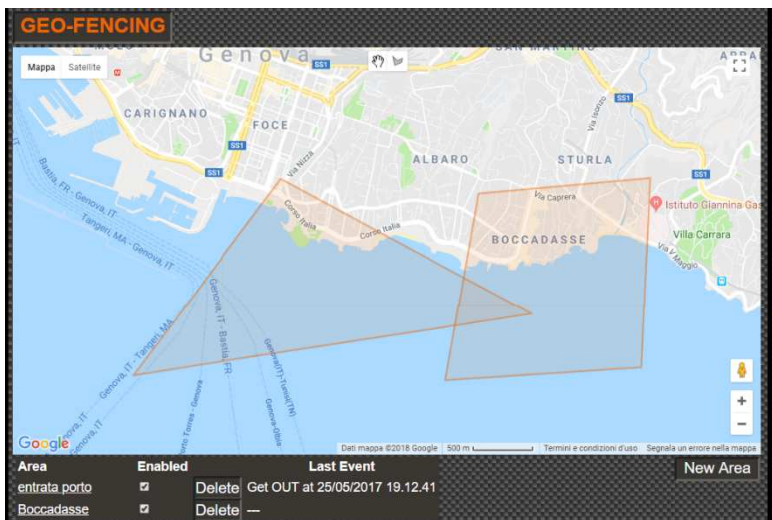 GEO-FENCING
Mappa Satellite
Genova
SS1
CARIGNANO
FOCE
SS1
SS1
ALBARO
STURLA
SS1
SS1
Via Isonzo
Via Nizza
Corso Italia
Corso Italia
Via Caprera
BOCCADASSE
Istituto Giannina Gas
Villa Carrara
Via V Maggio
Bastia, FR - Genova, IT
Tangeri, MA - Genova, IT
Genova, IT - Tangeri, MA
Genova, IT - Bastia, FR
Genova(IT)-Tunisi(TN)
Genova-Olbia
Porto Torres - Genova
Google
Dati mappa ©2018 Google 500 m Termini e condizioni d'uso Segnala un errore nella mappa
Area Enabled Last Event New Area
entrata porto Delete Get OUT at 25/05/2017 19.12.41
Boccadasse Delete ---